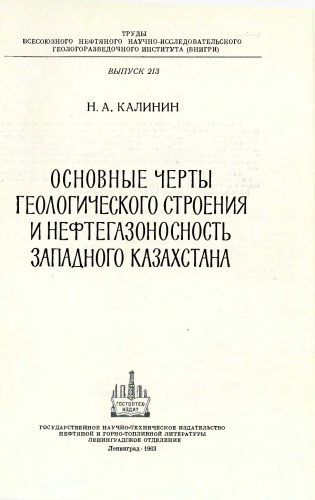 ТРУДЫ
ВСЕСОЮЗНОГО НЕФТЯНОГО НАУЧНО-ИССЛЕДОВАТЕЛЬСКОГО
ГЕОЛОГОРАЗВЕДОЧНОГО ИНСТИТУТА (ВНИГРИ)
ВЫПУСК 213
Н. А. КАЛИНИН
ОСНОВНЫЕ ЧЕРТЫ
ГЕОЛОГИЧЕСКОГО СТРОЕНИЯ
И НЕФТЕГАЗОНОСНОСТЬ
ЗАПАДНОГО КАЗАХСТАНА
ГОСТОПТЕХ-
ИЗДАТ
ГОСУДАРСТВЕННОЕ НАУЧНО-ТЕХНИЧЕСКОЕ ИЗДАТЕЛЬСТВО
НЕФТЯНОЙ И ГОРНО-ТОПЛИВНОЙ ЛИТЕРАТУРЫ
ЛЕНИНГРАДСКОЕ ОТДЕЛЕНИЕ
Ленинград · 1963